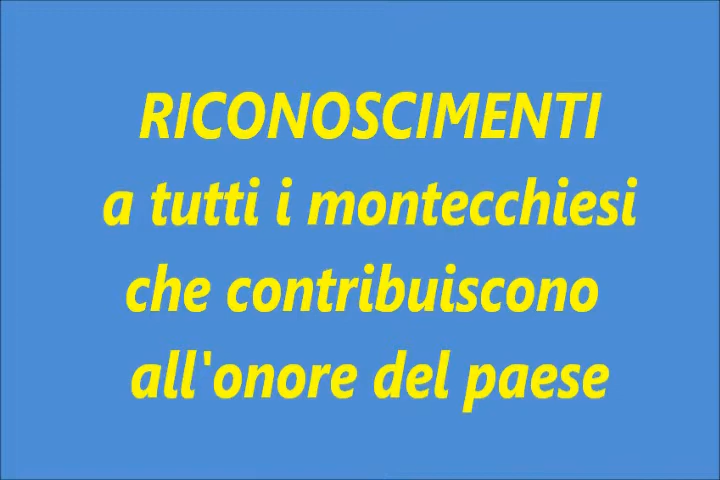 RICONOSCIMENTI
a tutti i montecchiesi
che contribuiscono
all'onore del paese